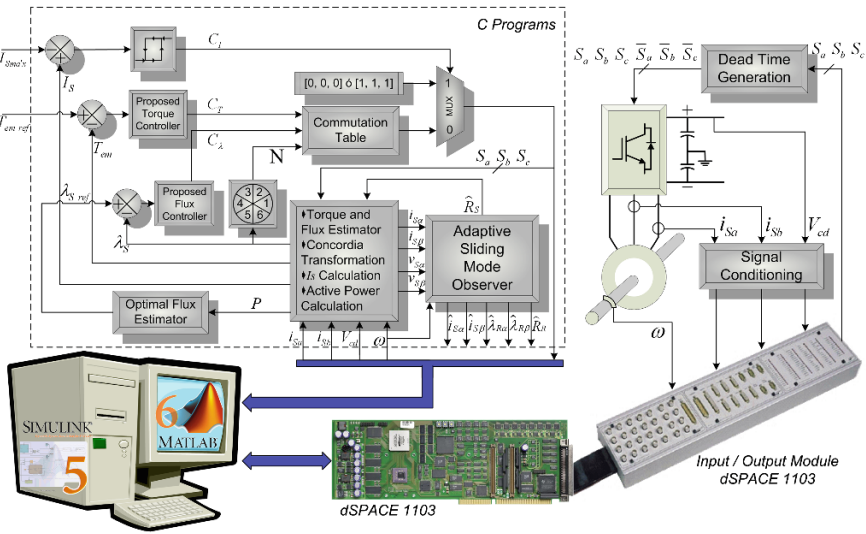 C Programs
I_Smáx
I_S
C_I
[0, 0, 0] ó [1, 1, 1]
1
MUX
0
T_em ref
T_em
Proposed
Torque
Controller
C_T
C_λ
Commutation
Table
N
λ_S ref
λ_S
Proposed
Flux
Controller
3 2
4 1
5 6
S_a S_b S_c
R̂_S
♦Torque and
Flux Estimator
♦Concordia
Transformation
♦Is Calculation
♦Active Power
Calculation
i_Sα
i_Sβ
v_Sα
v_Sβ
Adaptive
Sliding
Mode
Observer
Optimal Flux
Estimator
P
i_Sa i_Sb V_cd ω
î_Sα î_Sβ λ̂_Rα λ̂_Rβ R̂_S
S_a S_b S_c S̄_a S̄_b S̄_c
Dead Time
Generation
S_a S_b S_c
+
−
i_Sa i_Sb V_cd
Signal
Conditioning
ω
SIMULINK
5
6
MATLAB
dSPACE 1103
Input / Output Module
dSPACE 1103